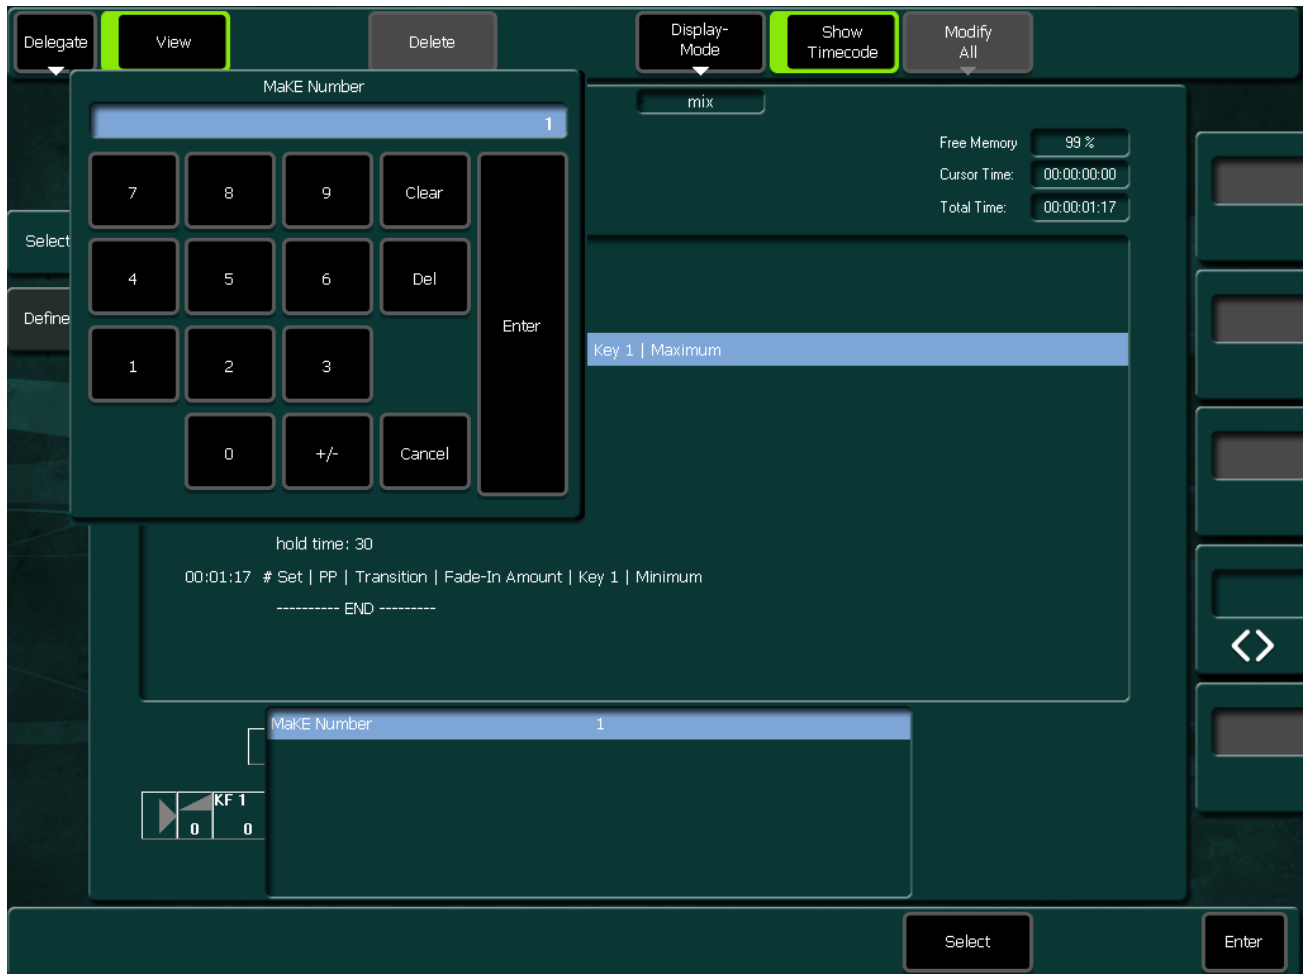 Delegate
View
Delete
Display-
Mode
Show
Timecode
Modify
All
MaKE Number
1
mix
Free Memory 99 %
Cursor Time: 00:00:00:00
Total Time: 00:00:01:17
7 8 9 Clear
4 5 6 Del
Enter
1 2 3
0 +/- Cancel
Select
Define
Key 1 | Maximum
hold time: 30
00:01:17 # Set | PP | Transition | Fade-In Amount | Key 1 | Minimum
---------- END ---------
MaKE Number 1
KF 1
0 0
Select
Enter